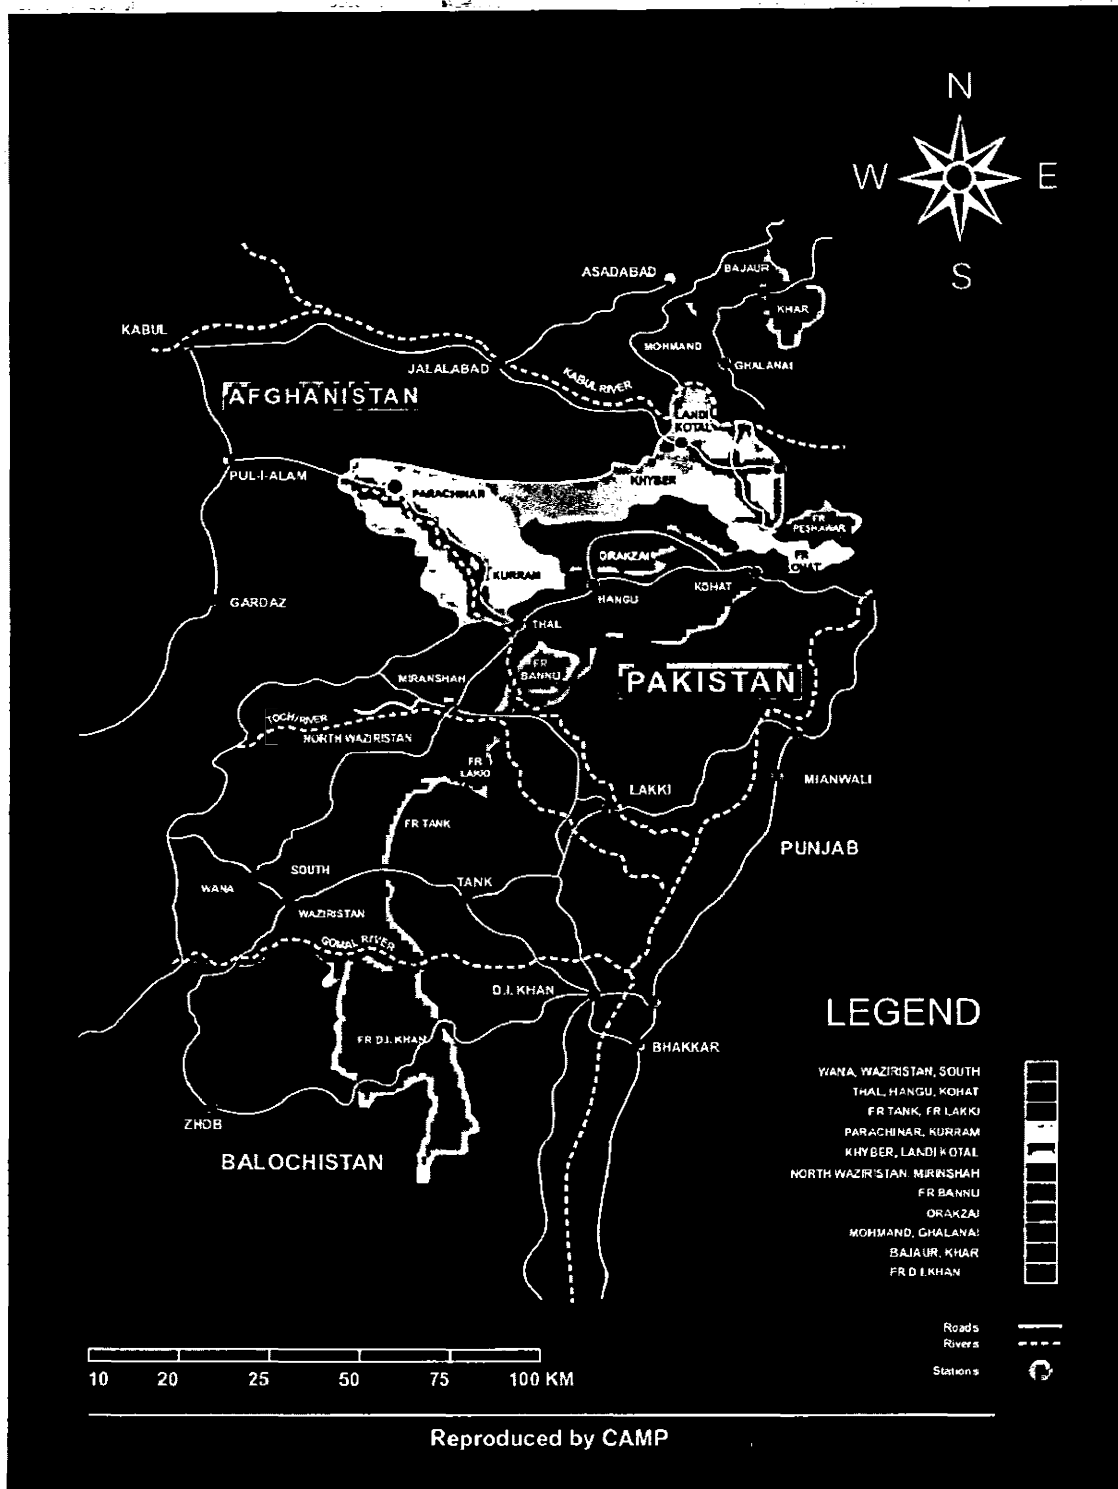 N
W E
S
ASADABAD
BAJAUR
KHAR
KABUL
MOHMAND
GHALANAI
JALALABAD
KABUL RIVER
AFGHANISTAN
LANDI
KOTAL
PUL-I-ALAM
PARACHINAR
KHYBER
FR
PESHAWAR
ORAKZAI
FR
KURRAM
HANGU
KOHAT
GARDAZ
THAL
FR
BANNU
MIRANSHAH
PAKISTAN
TOCHI RIVER
NORTH WAZIRISTAN
FR
LAKKI
MIANWALI
LAKKI
FR TANK
PUNJAB
SOUTH
WANA
TANK
WAZIRISTAN
GOMAL RIVER
D.I. KHAN
FR D.I. KHAN
BHAKKAR
ZHOB
BALOCHISTAN
LEGEND
WANA, WAZIRISTAN, SOUTH
THAL, HANGU, KOHAT
FR TANK, FR LAKKI
PARACHINAR, KURRAM
KHYBER, LANDI KOTAL
NORTH WAZIRISTAN, MIRINSHAH
FR BANNU
ORAKZAI
MOHMAND, GHALANAI
BAJAUR, KHAR
FR D.I.KHAN
Roads
Rivers
Stations
10 20 25 50 75 100 KM
Reproduced by CAMP